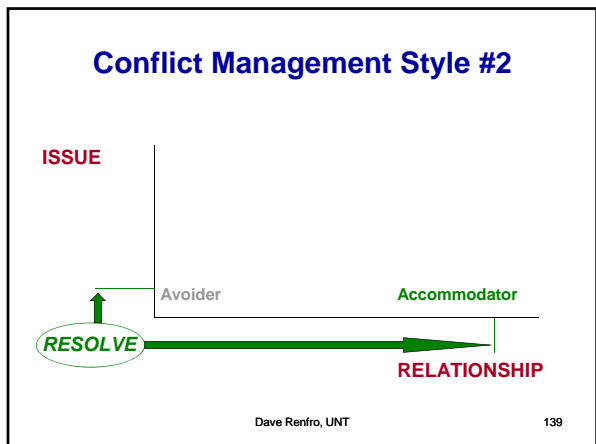 Conflict Management Style #2
ISSUE
Avoider
Accommodator
RESOLVE
RELATIONSHIP
Dave Renfro, UNT
139